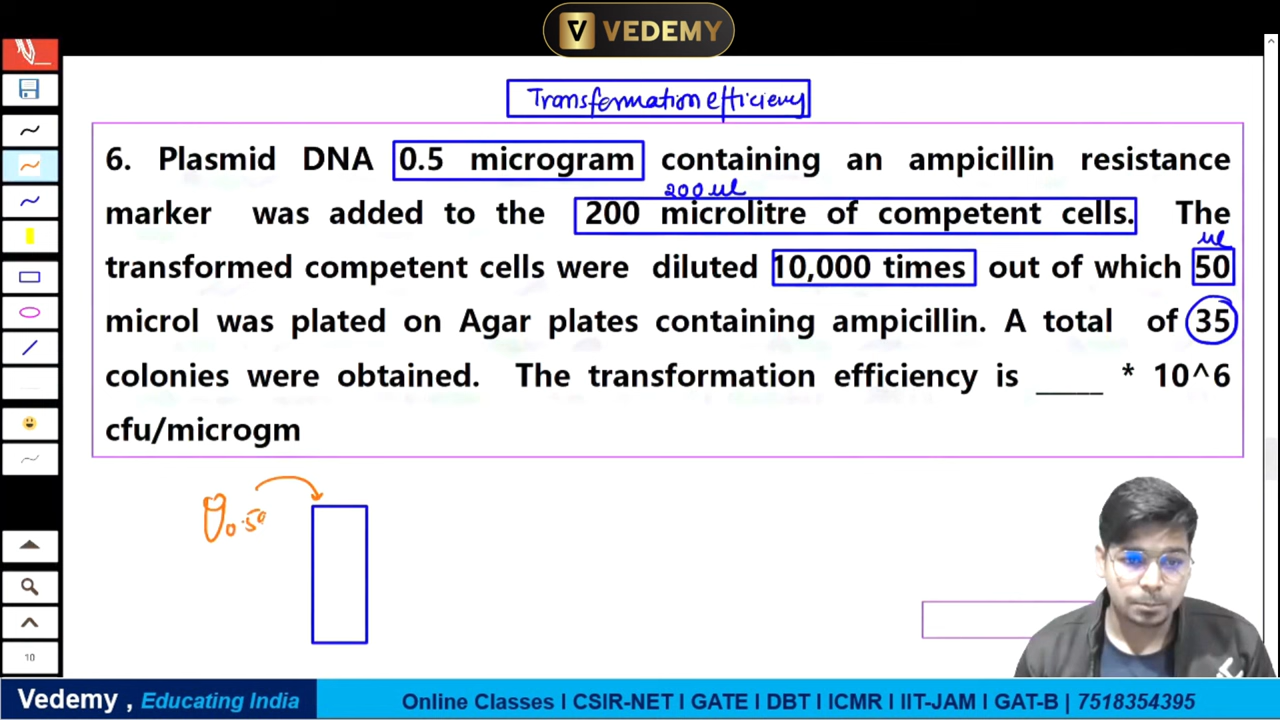 VEDEMY
Transformation efficiency
6. Plasmid DNA 0.5 microgram containing an ampicillin resistance
200 ul
marker was added to the 200 microlitre of competent cells. The
ul
transformed competent cells were diluted 10,000 times out of which 50
microl was plated on Agar plates containing ampicillin. A total of 35
colonies were obtained. The transformation efficiency is ____ * 10^6
cfu/microgm
0.5
10
Vedemy , Educating India
Online Classes I CSIR-NET I GATE I DBT I ICMR I IIT-JAM I GAT-B | 7518354395